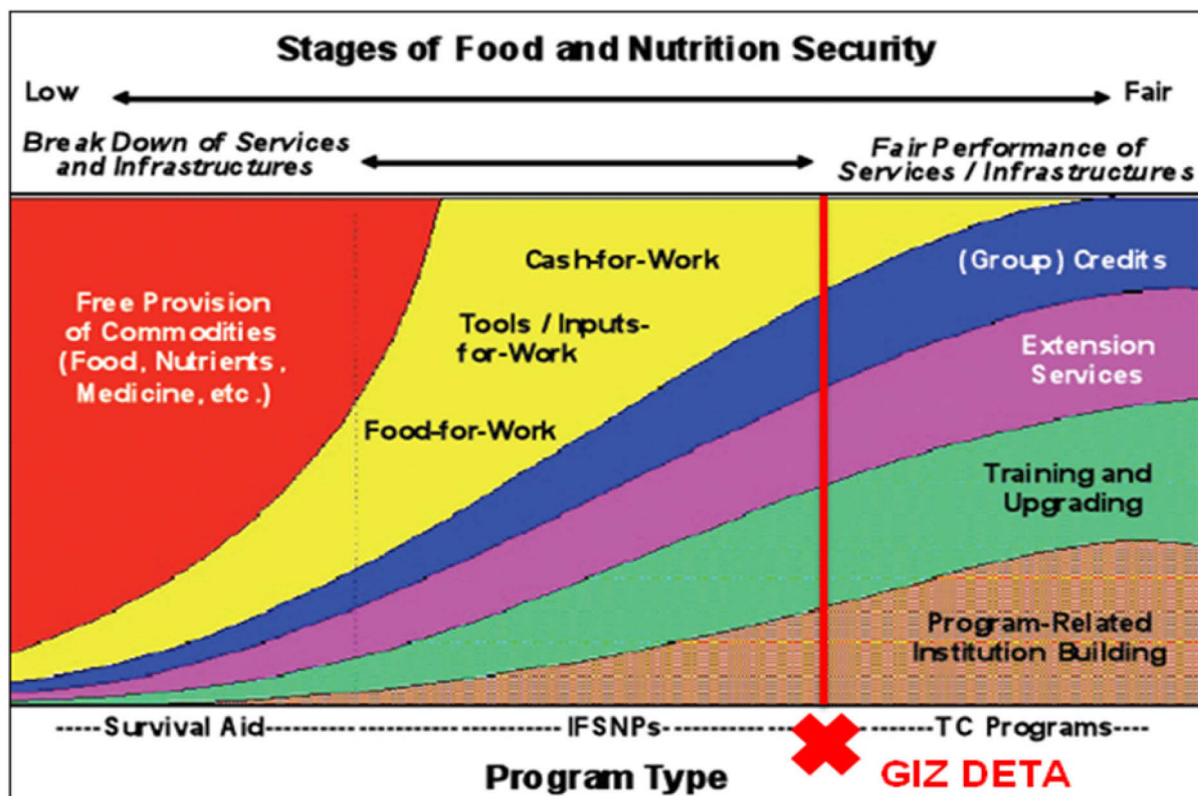 Stages of Food and Nutrition Security
Low
Fair
Break Down of Services
and Infrastructures
Fair Performance of
Services / Infrastructures
Free Provision
of Commodities
(Food, Nutrients,
Medicine, etc.)
Cash-for-Work
Tools / Inputs-
for-Work
Food-for-Work
(Group) Credits
Extension
Services
Training and
Upgrading
Program-Related
Institution Building
-----Survival Aid----------------------------IFSNPs---------------------------TC Programs----
Program Type
GIZ DETA